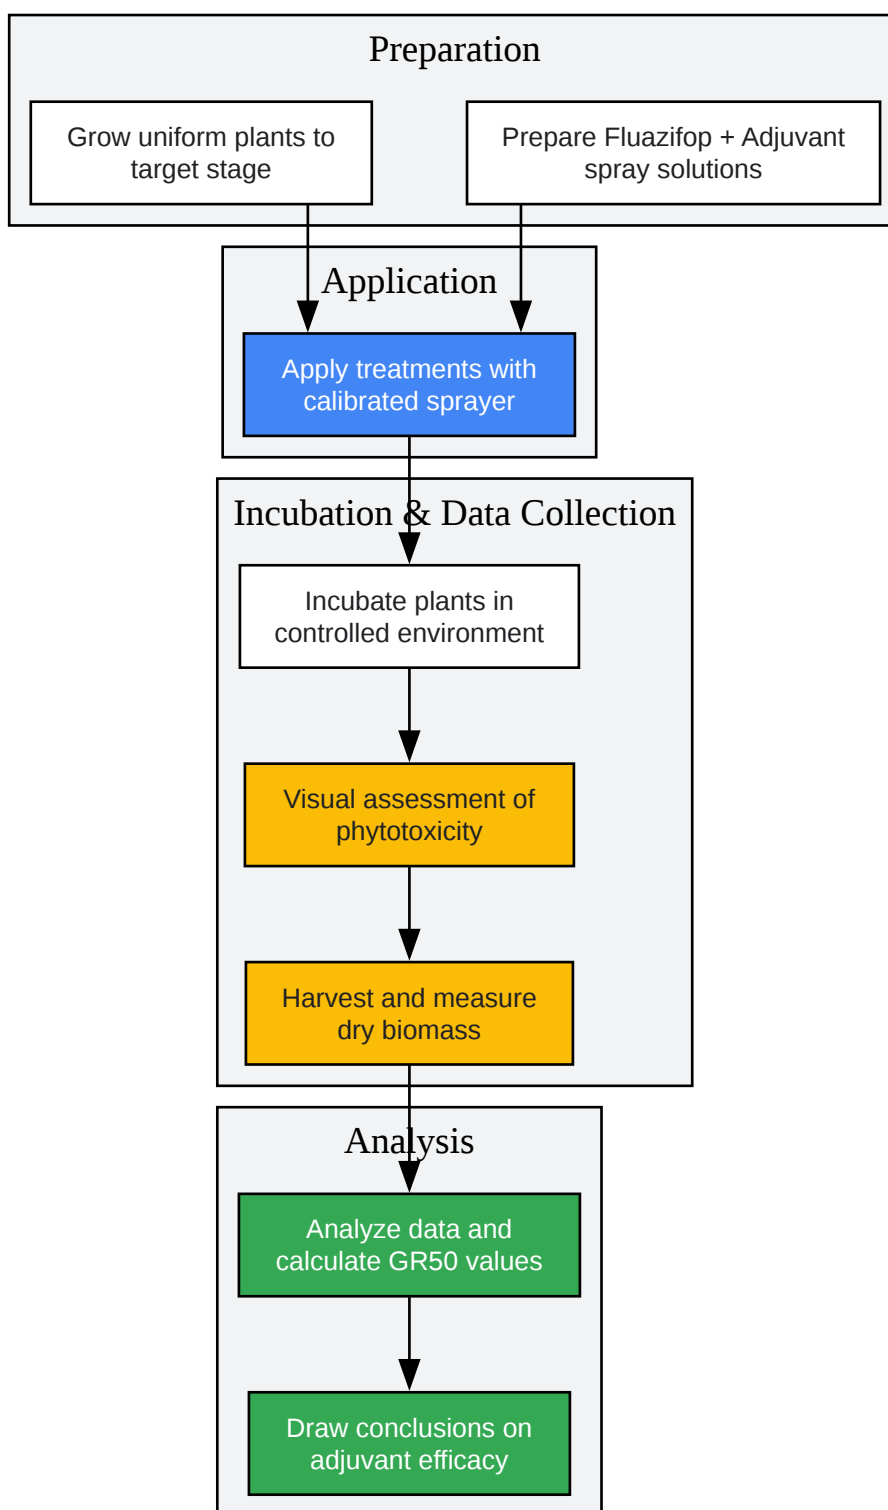 Preparation
Grow uniform plants to
target stage
Prepare Fluazifop + Adjuvant
spray solutions
Application
Apply treatments with
calibrated sprayer
Incubation & Data Collection
Incubate plants in
controlled environment
Visual assessment of
phytotoxicity
Harvest and measure
dry biomass
Analysis
Analyze data and
calculate GR50 values
Draw conclusions on
adjuvant efficacy